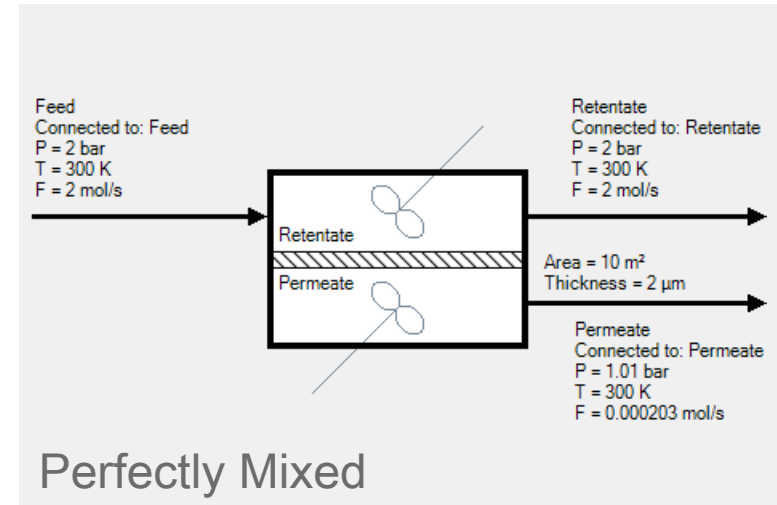 Feed
Connected to: Feed
P = 2 bar
T = 300 K
F = 2 mol/s
Retentate
Connected to: Retentate
P = 2 bar
T = 300 K
F = 2 mol/s
Retentate
Permeate
Area = 10 m²
Thickness = 2 µm
Permeate
Connected to: Permeate
P = 1.01 bar
T = 300 K
F = 0.000203 mol/s
Perfectly Mixed